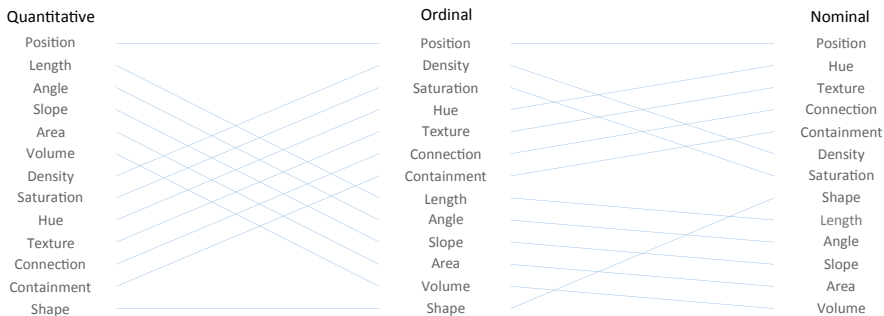 Quantitative
Position
Length
Angle
Slope
Area
Volume
Density
Saturation
Hue
Texture
Connection
Containment
Shape
Ordinal
Position
Density
Saturation
Hue
Texture
Connection
Containment
Length
Angle
Slope
Area
Volume
Shape
Nominal
Position
Hue
Texture
Connection
Containment
Density
Saturation
Shape
Length
Angle
Slope
Area
Volume